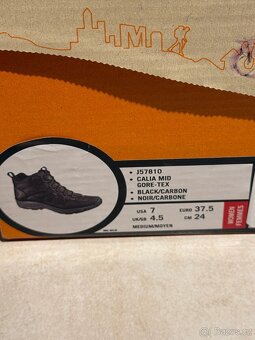 M
J57810
CALIA MID
GORE-TEX
BLACK/CARBON
NOIR/CARBONE
USA 7 EURO 37.5
UK/GB 4.5 CM 24
MEDIUM/MOYEN
WOMEN
FEMMES